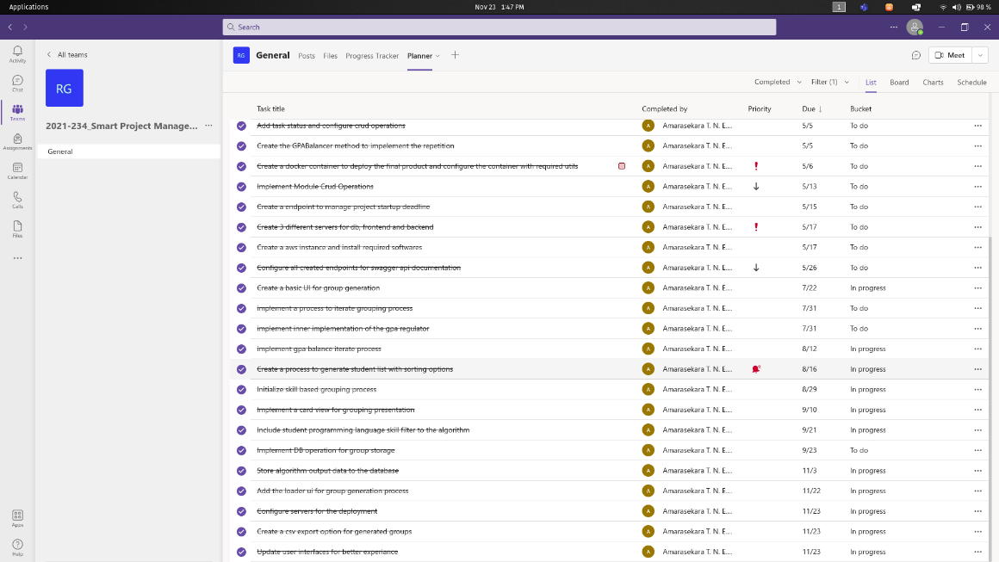 Applications
Nov 23 1:47 PM
1
98 %
Search
Activity
Chat
Teams
Assignments
Calendar
Calls
Files
Apps
Help
All teams
RG
2021-234_Smart Project Manage...
General
RG
General
Posts
Files
Progress Tracker
Planner
Meet
Completed
Filter (1)
List
Board
Charts
Schedule
Task title Completed by Priority Due ↓ Bucket
Add task status and configure crud operations A Amarasekara T. N. E.... 5/5 To do
Create the GPABalancer method to impelement the repetition A Amarasekara T. N. E.... 5/5 To do
Create a docker container to deploy the final product and configure the container with required utils A Amarasekara T. N. E.... 5/6 To do
Implement Module Crud Operations A Amarasekara T. N. E.... 5/13 To do
Create a endpoint to manage project startup deadline A Amarasekara T. N. E.... 5/15 To do
Create 3 different servers for db, frontend and backend A Amarasekara T. N. E.... 5/17 To do
Create a aws instance and install required softwares A Amarasekara T. N. E.... 5/17 To do
Configure all created endpoints for swagger api documentation A Amarasekara T. N. E.... 5/26 To do
Create a basic UI for group generation A Amarasekara T. N. E.... 7/22 In progress
implement a process to iterate grouping process A Amarasekara T. N. E.... 7/31 To do
implement inner implementation of the gpa regulator A Amarasekara T. N. E.... 7/31 To do
implement gpa balance iterate process A Amarasekara T. N. E.... 8/12 In progress
Create a process to generate student list with sorting options A Amarasekara T. N. E.... 8/16 In progress
Initialize skill based grouping process A Amarasekara T. N. E.... 8/29 In progress
Implement a card view for grouping presentation A Amarasekara T. N. E.... 9/10 In progress
Include student programming language skill filter to the algorithm A Amarasekara T. N. E.... 9/21 In progress
Implement DB operation for group storage A Amarasekara T. N. E.... 9/23 To do
Store algorithm output data to the database A Amarasekara T. N. E.... 11/3 In progress
Add the loader ui for group generation process A Amarasekara T. N. E.... 11/22 In progress
Configure servers for the deployment A Amarasekara T. N. E.... 11/23 In progress
Create a csv export option for generated groups A Amarasekara T. N. E.... 11/23 In progress
Update user interfaces for better experiance A Amarasekara T. N. E.... 11/23 In progress